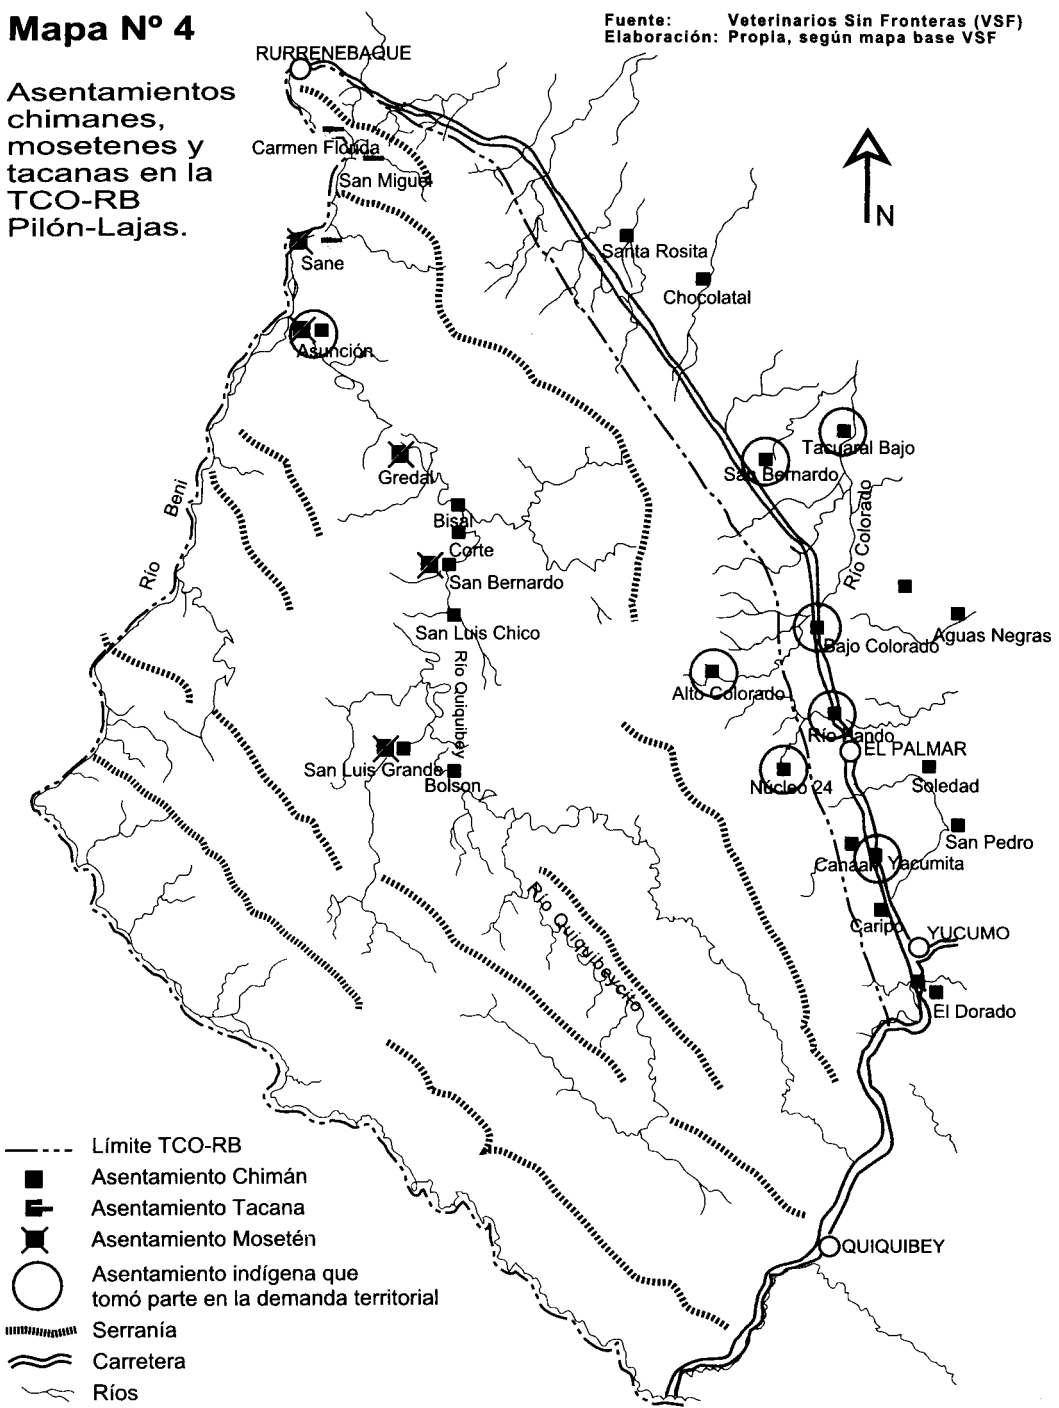 Mapa Nº 4
Asentamientos
chimanes,
mosetenes y
tacanas en la
TCO-RB
Pilón-Lajas.
Fuente: Veterinarios Sin Fronteras (VSF)
Elaboración: Propia, según mapa base VSF
RURRENEBAQUE
Carmen Florida
San Miguel
N
Santa Rosita
Sane
Chocolatal
Asunción
Tacuaral Bajo
San Bernardo
Gredal
Río Beni
Bisal
Río Colorado
Corte
San Bernardo
San Luis Chico
Aguas Negras
Bajo Colorado
Río Quiquibey
Alto Colorado
Río Hando
EL PALMAR
San Luis Grande
Bolson
Núcleo 24
Soledad
San Pedro
Canaan
Yacumita
Río Quiquibeycito
Caripo
YUCUMO
El Dorado
QUIQUIBEY
Límite TCO-RB
Asentamiento Chimán
Asentamiento Tacana
Asentamiento Mosetén
Asentamiento indígena que
tomó parte en la demanda territorial
Serranía
Carretera
Ríos